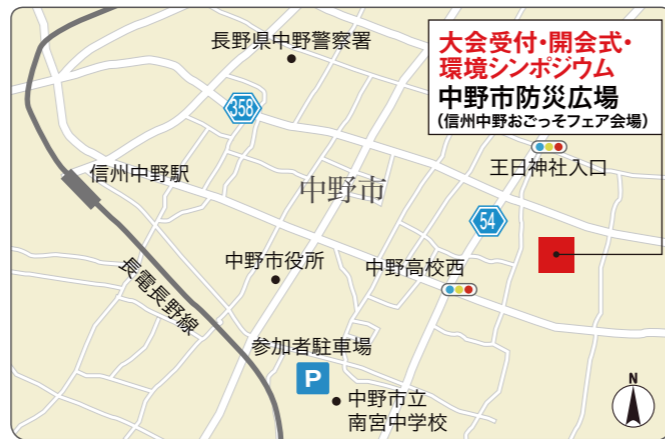 長野県中野警察署
大会受付・開会式・
環境シンポジウム
中野市防災広場
(信州中野おごっそフェア会場)
358
王日神社入口
信州中野駅
中野市
54
中野市役所
中野高校西
長電長野線
参加者駐車場
P
中野市立
南宮中学校
N